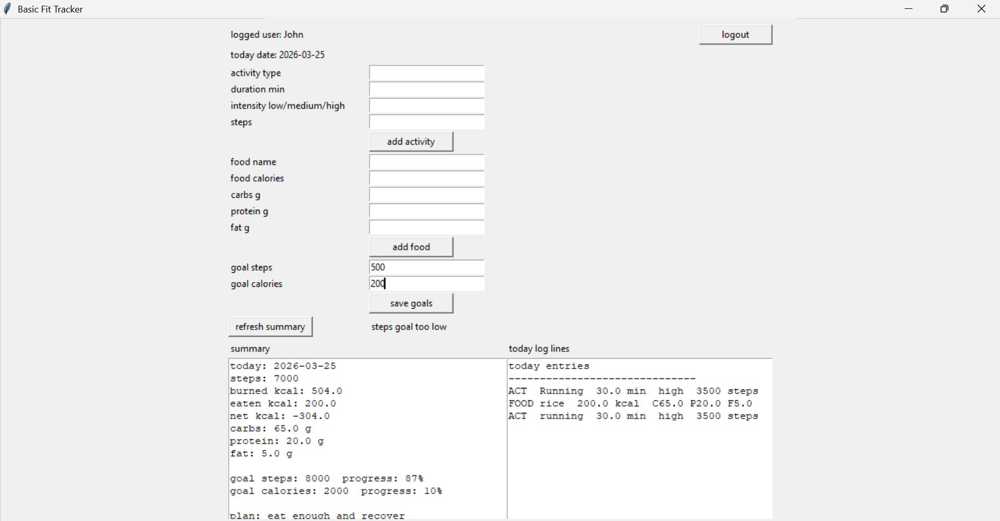 Basic Fit Tracker
logged user: John
logout
today date: 2026-03-25
activity type
duration min
intensity low/medium/high
steps
add activity
food name
food calories
carbs g
protein g
fat g
add food
goal steps 500
goal calories 200
save goals
refresh summary
steps goal too low
summary
today: 2026-03-25
steps: 7000
burned kcal: 504.0
eaten kcal: 200.0
net kcal: -304.0
carbs: 65.0 g
protein: 20.0 g
fat: 5.0 g
goal steps: 8000  progress: 87%
goal calories: 2000  progress: 10%
plan: eat enough and recover
today log lines
today entries
------------------------------
ACT  Running  30.0 min  high  3500 steps
FOOD rice  200.0 kcal  C65.0 P20.0 F5.0
ACT  running  30.0 min  high  3500 steps